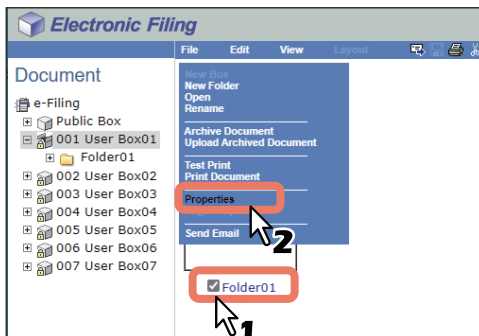 Electronic Filing
File Edit View Layout
Document
New Box
New Folder
Open
Rename
Archive Document
Upload Archived Document
Test Print
Print Document
Properties
Send Email
e-Filing
Public Box
001 User Box01
Folder01
002 User Box02
003 User Box03
004 User Box04
005 User Box05
006 User Box06
007 User Box07
2
Folder01
1